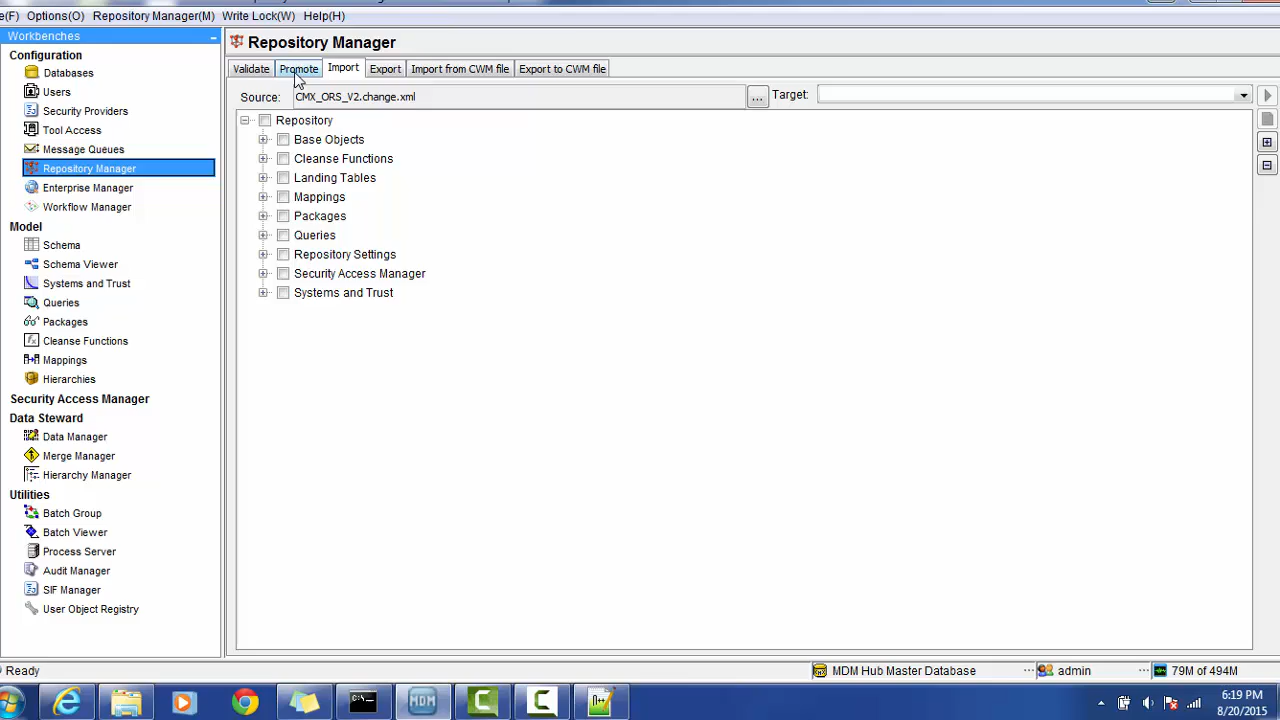 e(F) Options(O) Repository Manager(M) Write Lock(W) Help(H)
Workbenches
Configuration
Databases
Users
Security Providers
Tool Access
Message Queues
Repository Manager
Enterprise Manager
Workflow Manager
Model
Schema
Schema Viewer
Systems and Trust
Queries
Packages
Cleanse Functions
Mappings
Hierarchies
Security Access Manager
Data Steward
Data Manager
Merge Manager
Hierarchy Manager
Utilities
Batch Group
Batch Viewer
Process Server
Audit Manager
SIF Manager
User Object Registry
Repository Manager
Validate Promote Import Export Import from CWM file Export to CWM file
Source: CMX_ORS_V2.change.xml ... Target:
Repository
Base Objects
Cleanse Functions
Landing Tables
Mappings
Packages
Queries
Repository Settings
Security Access Manager
Systems and Trust
Ready MDM Hub Master Database admin 79M of 494M
MDM
6:19 PM
8/20/2015